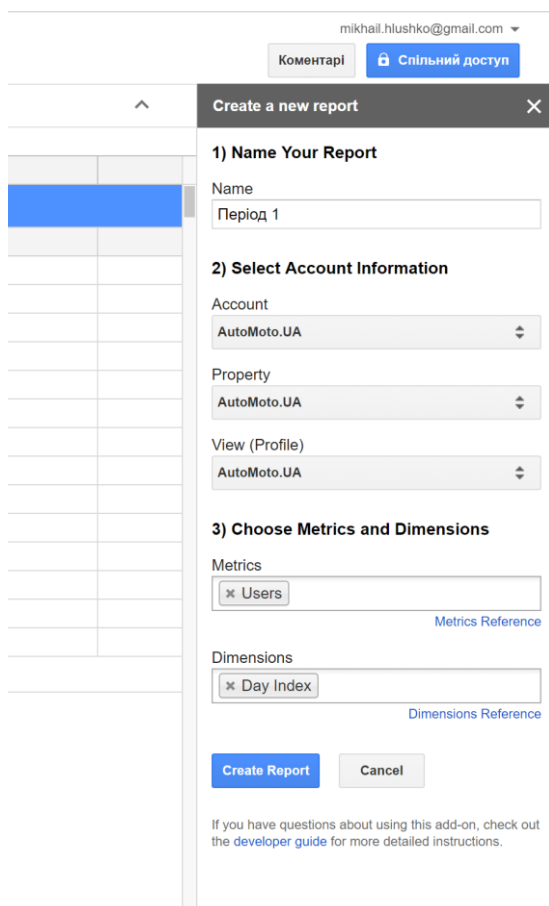 mikhail.hlushko@gmail.com
Коментарі
Спільний доступ
Create a new report
1) Name Your Report
Name
Період 1
2) Select Account Information
Account
AutoMoto.UA
Property
AutoMoto.UA
View (Profile)
AutoMoto.UA
3) Choose Metrics and Dimensions
Metrics
Users
Metrics Reference
Dimensions
Day Index
Dimensions Reference
Create Report
Cancel
If you have questions about using this add-on, check out
the developer guide for more detailed instructions.